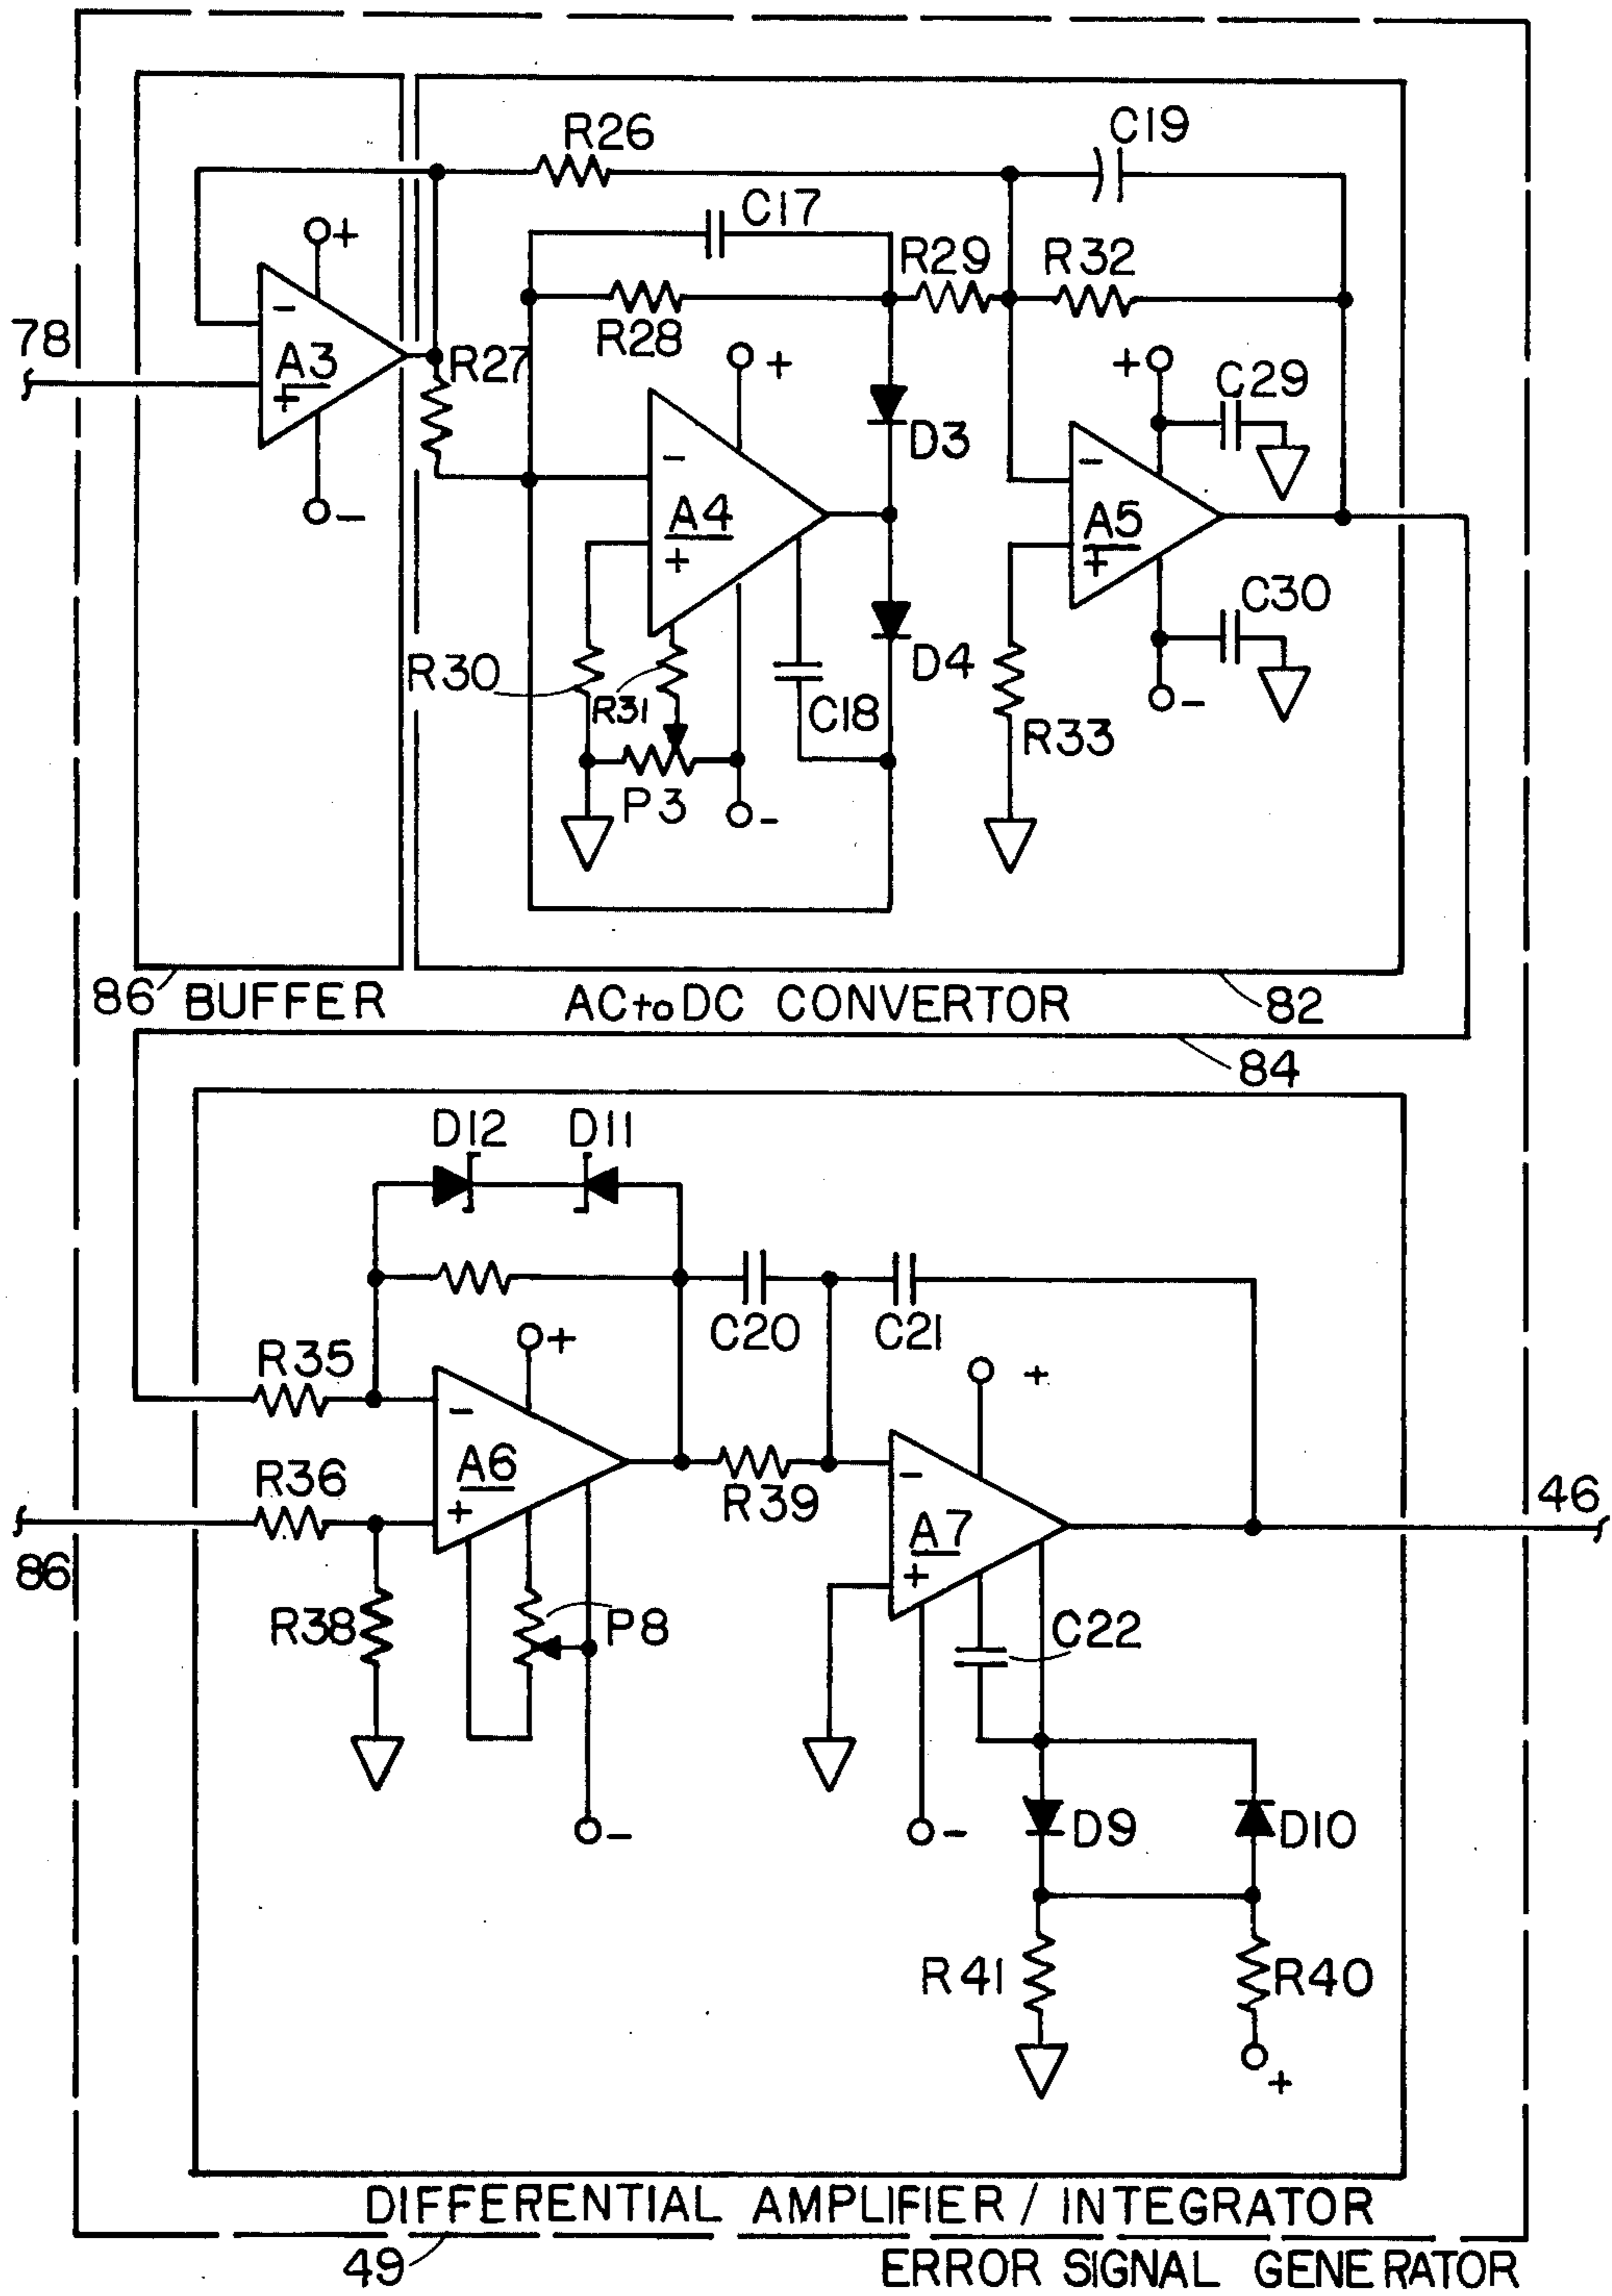 R26
C19
C17
R29
R32
+
78
-
A3
+
-
R27
R28
+
+
C29
D3
-
A4
+
-
A5
+
C30
R30
R31
D4
C18
-
R33
P3
-
86
BUFFER
AC to DC CONVERTOR
82
84
D12
D11
C20
C21
R35
+
+
-
A6
+
R36
R39
-
A7
+
46
86
R38
P8
C22
-
-
D9
D10
R41
R40
+
DIFFERENTIAL AMPLIFIER / INTEGRATOR
49
ERROR SIGNAL GENERATOR